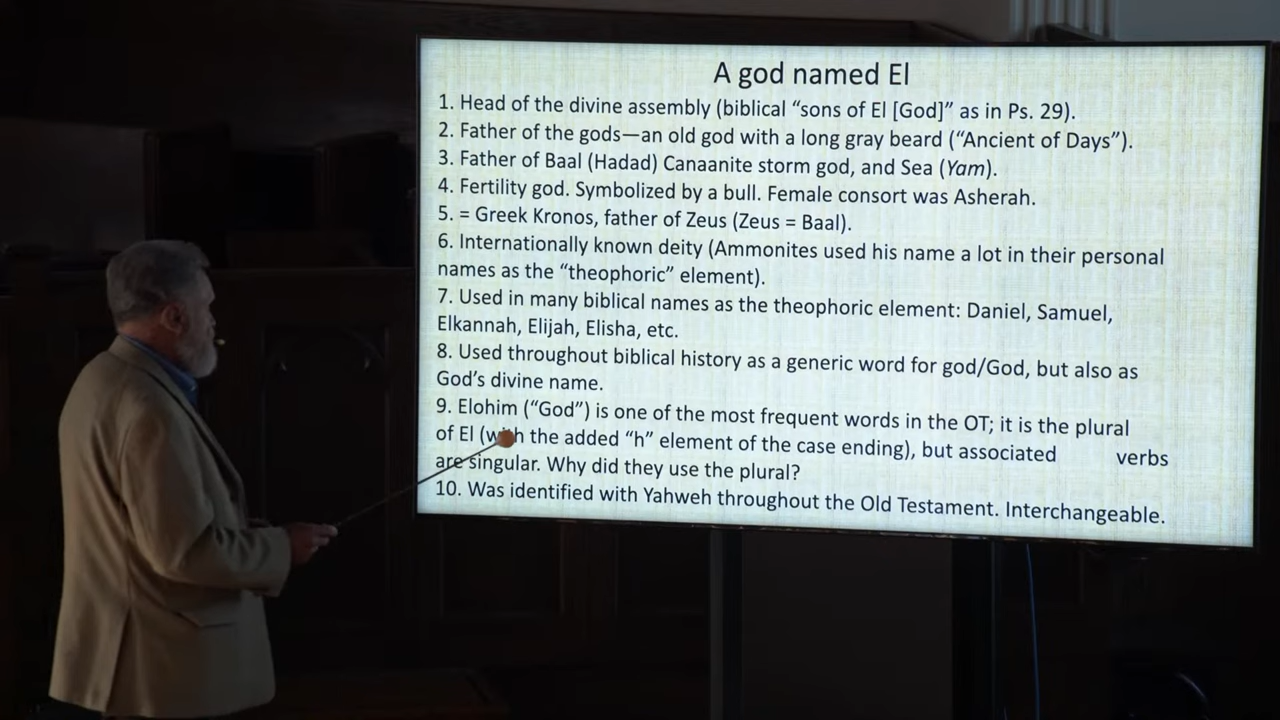 A god named El
1. Head of the divine assembly (biblical “sons of El [God]” as in Ps. 29).
2. Father of the gods—an old god with a long gray beard (“Ancient of Days”).
3. Father of Baal (Hadad) Canaanite storm god, and Sea (Yam).
4. Fertility god. Symbolized by a bull. Female consort was Asherah.
5. = Greek Kronos, father of Zeus (Zeus = Baal).
6. Internationally known deity (Ammonites used his name a lot in their personal
names as the “theophoric” element).
7. Used in many biblical names as the theophoric element: Daniel, Samuel,
Elkannah, Elijah, Elisha, etc.
8. Used throughout biblical history as a generic word for god/God, but also as
God’s divine name.
9. Elohim (“God”) is one of the most frequent words in the OT; it is the plural
of El (with the added “h” element of the case ending), but associated verbs
are singular. Why did they use the plural?
10. Was identified with Yahweh throughout the Old Testament. Interchangeable.